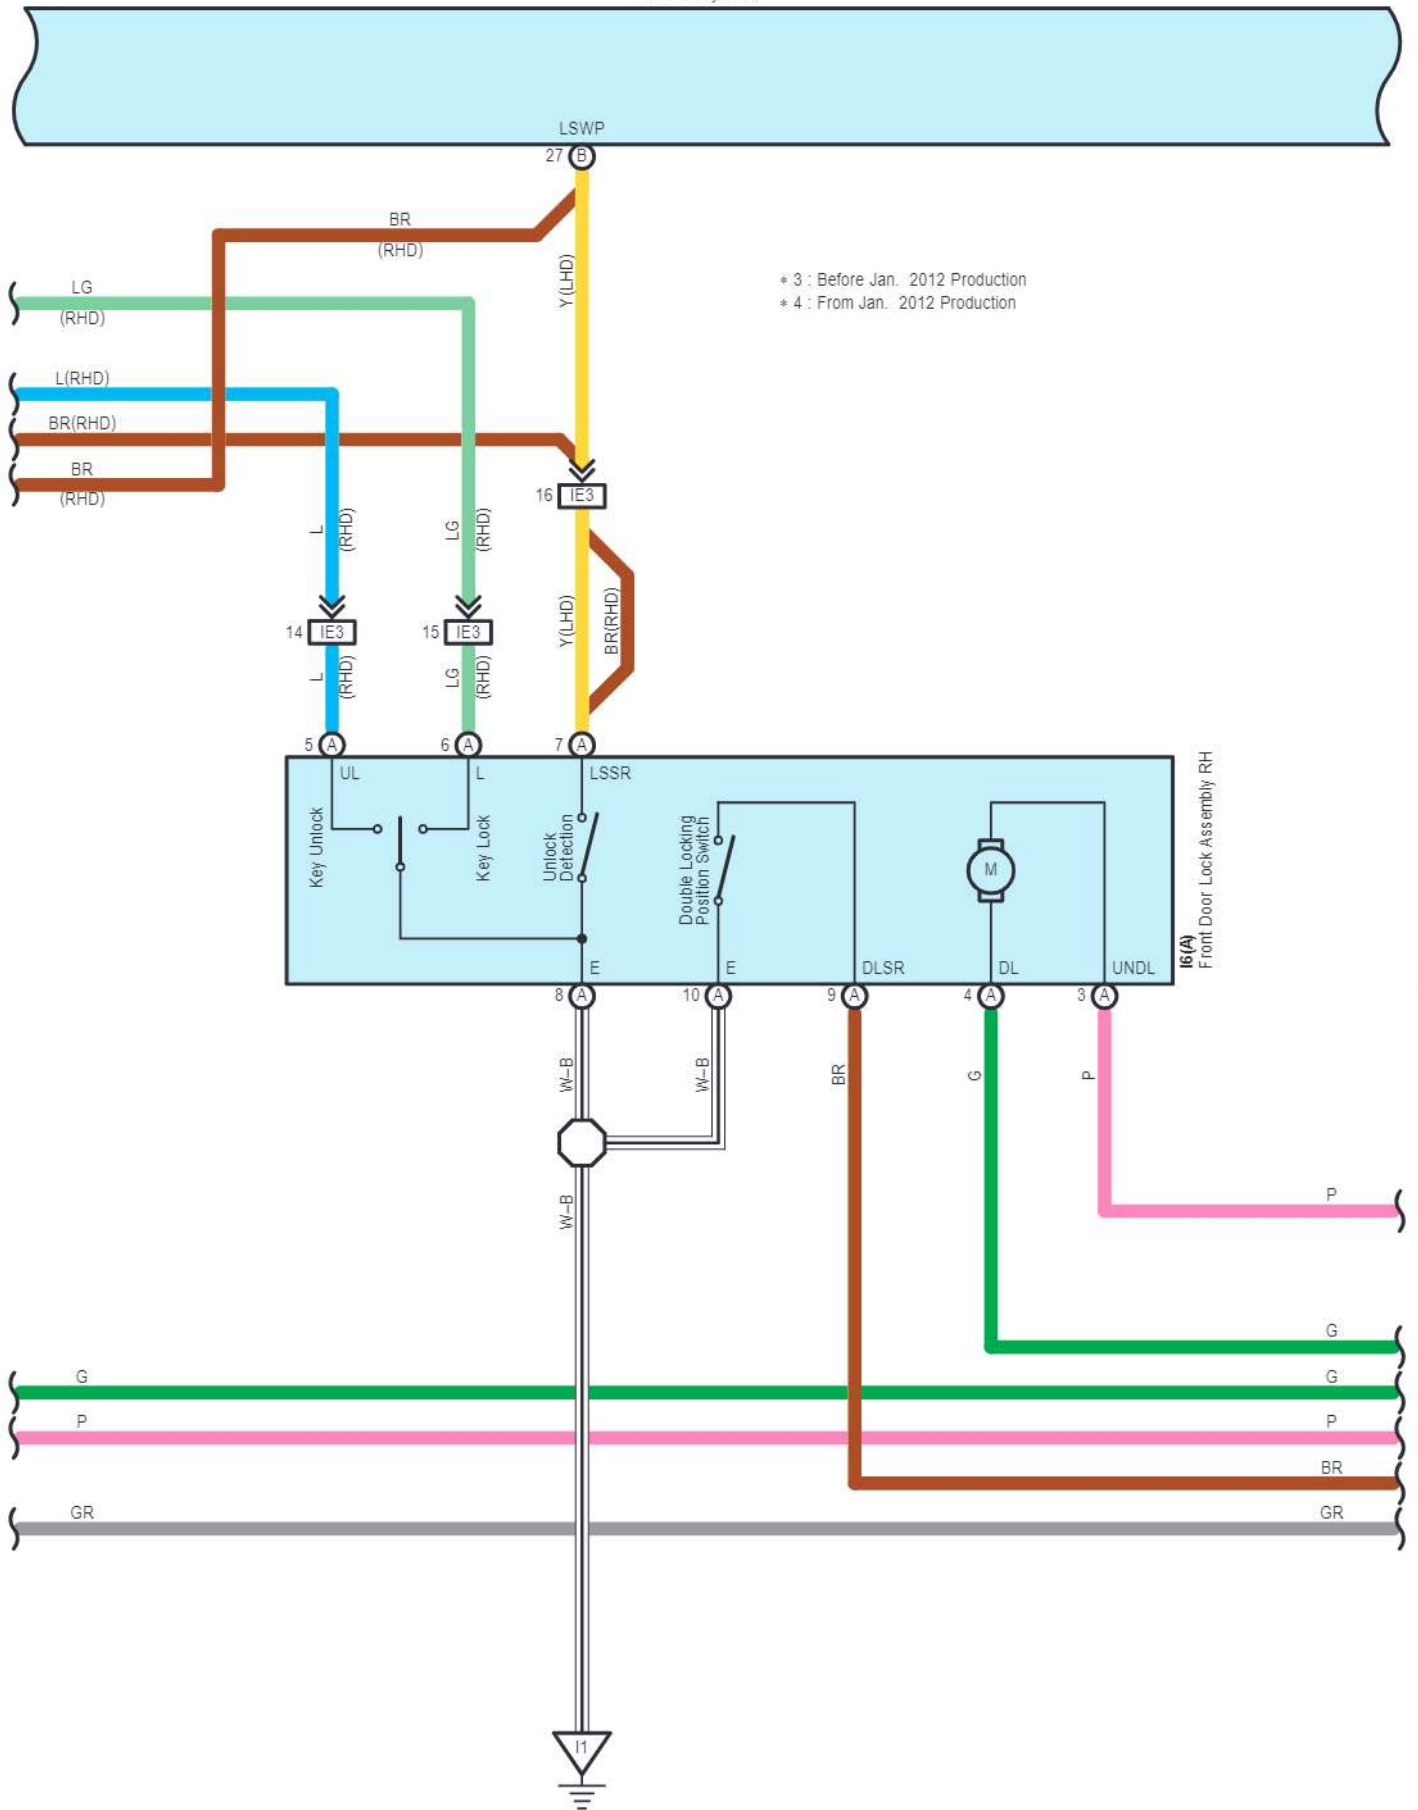 LSWP
27 B
BR
(RHD)
Y(LHD)
* 3 : Before Jan. 2012 Production
* 4 : From Jan. 2012 Production
LG
(RHD)
L(RHD)
BR(RHD)
BR
(RHD)
16 IE3
L
(RHD)
LG
(RHD)
14 IE3
15 IE3
Y(LHD)
BR(RHD)
L
(RHD)
LG
(RHD)
5 A
6 A
7 A
UL
L
LSSR
Key Unlock
Key Lock
Unlock
Detection
Double Locking
Position Switch
M
I6(A)
Front Door Lock Assembly RH
E
E
DLSR
DL
UNDL
8 A
10 A
9 A
4 A
3 A
W-B
W-B
BR
G
P
W-B
P
G
G
G
P
P
BR
GR
GR
I1